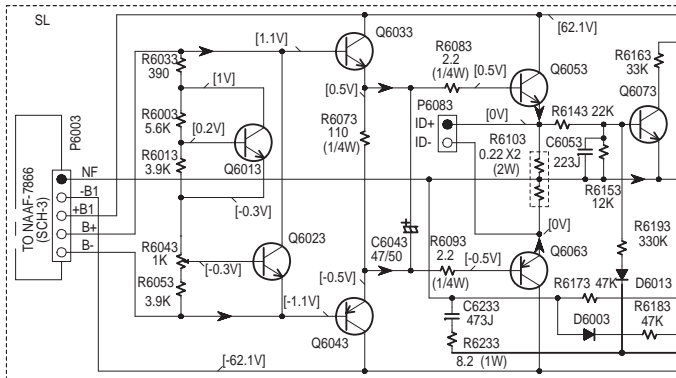 SL
[1.1V]
Q6033
[62.1V]
R6033
390
[1V]
R6083
2.2
(1/4W)
[0.5V]
Q6053
R6163
33K
Q6073
[0.5V]
P6003
R6003
5.6K
[0.2V]
R6073
110
(1/4W)
P6083
ID+
ID-
[0V]
R6143 22K
R6013
3.9K
Q6013
R6103
0.22 X2
(2W)
C6053
223J
NF
-B1
+B1
B+
B-
TO NAAF-7866
(SCH-3)
[-0.3V]
R6153
12K
[0V]
R6043
1K
Q6023
C6043
47/50
R6093
2.2
(1/4W)
Q6063
R6193
330K
[-0.3V]
[-0.5V]
[-0.5V]
R6053
3.9K
[-1.1V]
R6173 47K
D6013
C6233
473J
D6003
R6183
47K
Q6043
R6233
8.2 (1W)
[-62.1V]